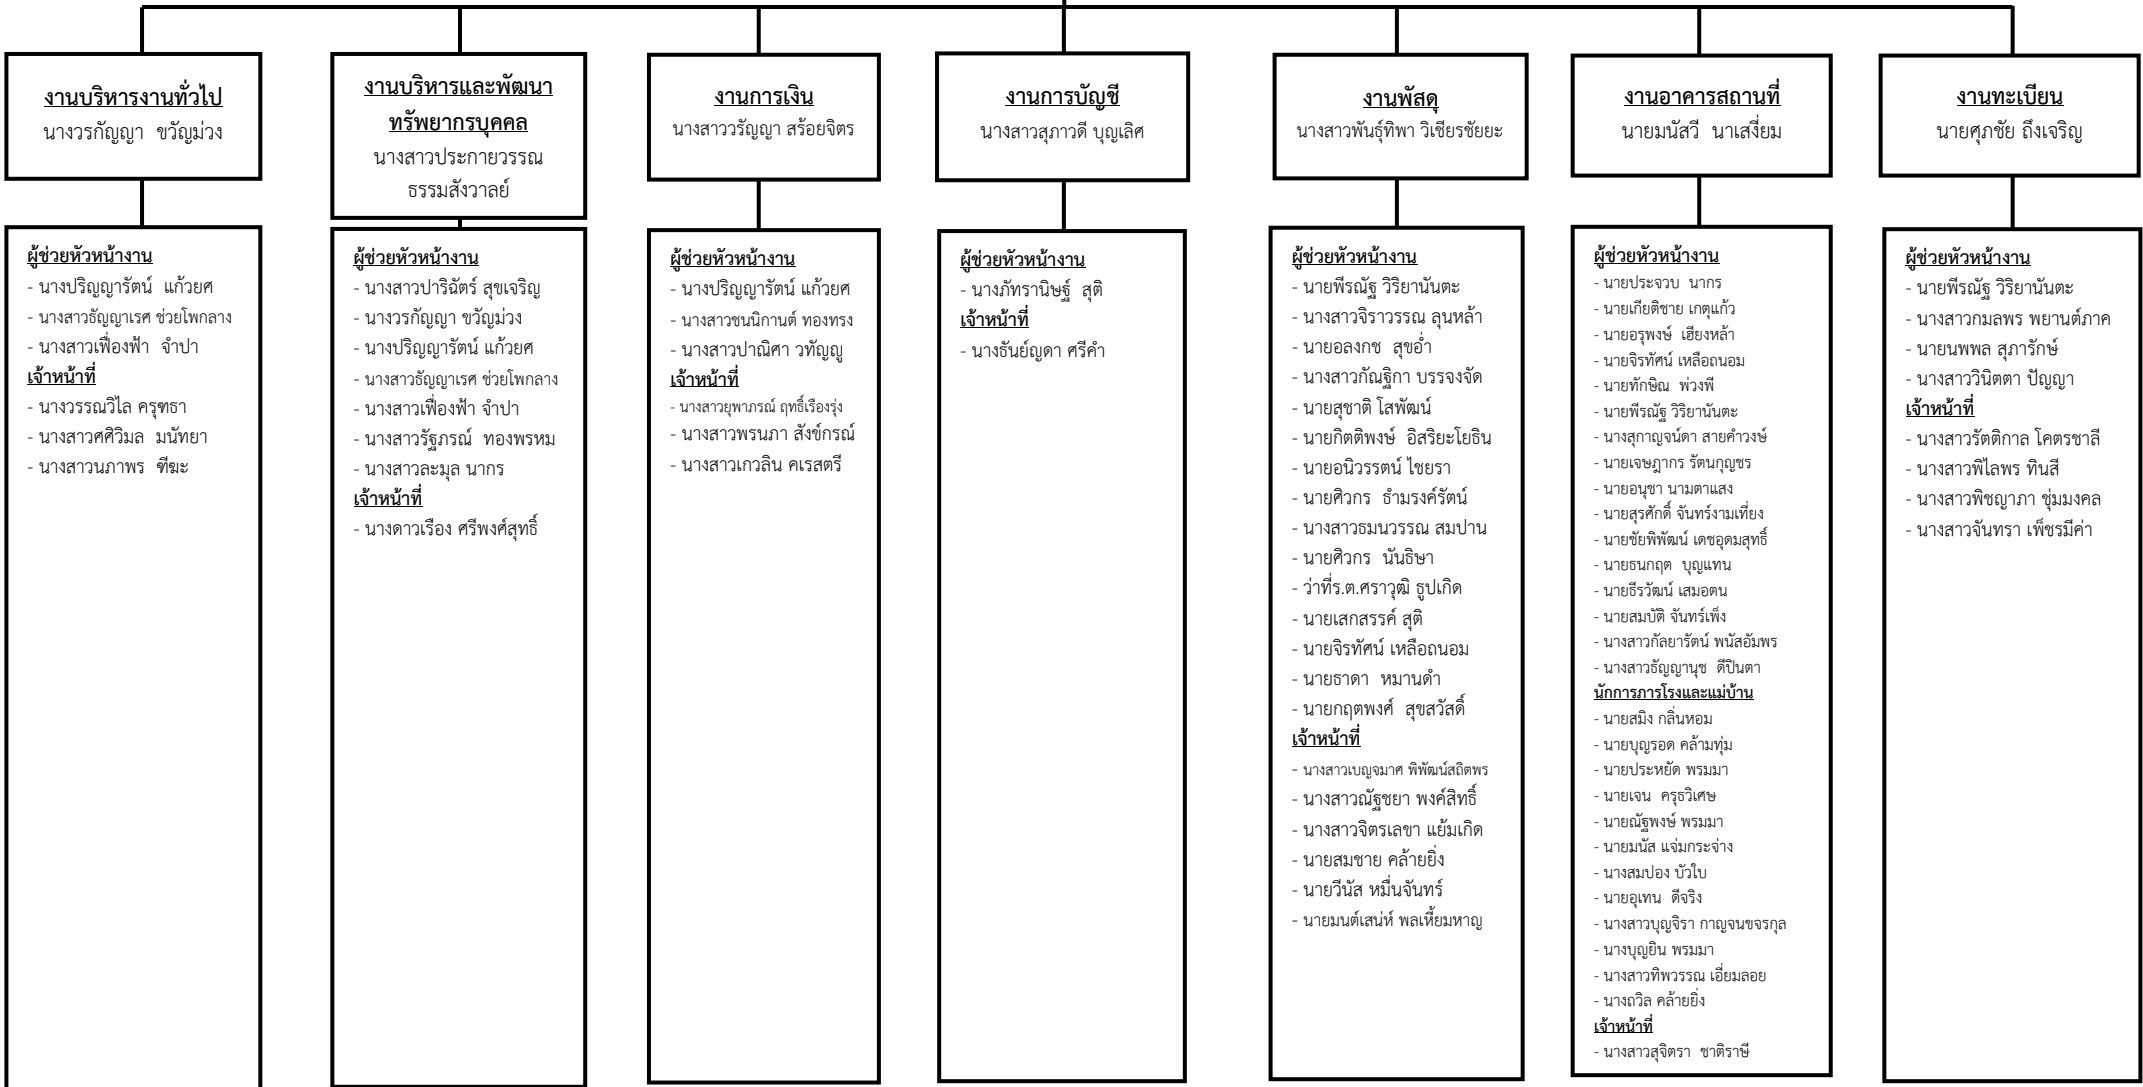 งานบริหารงานทั่วไป
นางวรกัญญา  ขวัญม่วง
ผู้ช่วยหัวหน้างาน
- นางปริญญารัตน์  แก้วยศ
- นางสาวธัญญาเรศ ช่วยโพกลาง
- นางสาวเฟื่องฟ้า  จำปา
เจ้าหน้าที่
- นางวรรณวิไล ครุฑธา
- นางสาวศศิวิมล  มนัทยา
- นางสาวนภาพร  ฑีฆะ
งานบริหารและพัฒนา
ทรัพยากรบุคคล
นางสาวประกายวรรณ
ธรรมสังวาลย์
ผู้ช่วยหัวหน้างาน
- นางสาวปาริฉัตร์ สุขเจริญ
- นางวรกัญญา ขวัญม่วง
- นางปริญญารัตน์ แก้วยศ
- นางสาวธัญญาเรศ ช่วยโพกลาง
- นางสาวเฟื่องฟ้า จำปา
- นางสาวรัฐภรณ์  ทองพรหม
- นางสาวละมุล นากร
เจ้าหน้าที่
- นางดาวเรือง ศรีพงศ์สุทธิ์
งานการเงิน
นางสาววรัญญา สร้อยจิตร
ผู้ช่วยหัวหน้างาน
- นางปริญญารัตน์ แก้วยศ
- นางสาวชนนิกานต์ ทองทรง
- นางสาวปาณิศา วทัญญู
เจ้าหน้าที่
- นางสาวยุพาภรณ์ ฤทธิ์เรืองรุ่ง
- นางสาวพรนภา สังข์กรณ์
- นางสาวเกวลิน คเรสตรี
งานการบัญชี
นางสาวสุภาวดี บุญเลิศ
ผู้ช่วยหัวหน้างาน
- นางภัทรานิษฐ์  สุติ
เจ้าหน้าที่
- นางธันย์ญดา ศรีคำ
งานพัสดุ
นางสาวพันธุ์ทิพา วิเชียรชัยยะ
ผู้ช่วยหัวหน้างาน
- นายพีรณัฐ วิริยานันตะ
- นางสาวจิราวรรณ ลุนหล้า
- นายอลงกช  สุขอ่ำ
- นางสาวกัณฐิกา บรรจงจัด
- นายสุชาติ โสพัฒน์
- นายกิตติพงษ์  อิสริยะโยธิน
- นายอนิวรรตน์ ไชยรา
- นายศิวกร  ธำมรงค์รัตน์
- นางสาวธมนวรรณ สมปาน
- นายศิวกร  นันธิษา
- ว่าที่ร.ต.ศราวุฒิ ธูปเกิด
- นายเสกสรรค์ สุติ
- นายจิรทัศน์ เหลือถนอม
- นายธาดา  หมานดำ
- นายกฤตพงศ์  สุขสวัสดิ์
เจ้าหน้าที่
- นางสาวเบญจมาศ พิพัฒน์สถิตพร
- นางสาวณัฐชยา พงค์สิทธิ์
- นางสาวจิตรเลขา แย้มเกิด
- นายสมชาย คล้ายยิ่ง
- นายวีนัส หมื่นจันทร์
- นายมนต์เสน่ห์ พลเหี้ยมหาญ
งานอาคารสถานที่
นายมนัสวี  นาเสงี่ยม
ผู้ช่วยหัวหน้างาน
- นายประจวบ  นากร
- นายเกียติชาย เกตุแก้ว
- นายอรุพงษ์  เฮียงหล้า
- นายจิรทัศน์ เหลือถนอม
- นายทักษิณ  พ่วงพี
- นายพีรณัฐ วิริยานันตะ
- นางสุกาญจน์ดา สายคำวงษ์
- นายเจษฎากร รัตนกุญชร
- นายอนุชา นามตาแสง
- นายสุรศักดิ์ จันทร์งามเที่ยง
- นายชัยพิพัฒน์ เดชอุดมสุทธิ์
- นายธนกฤต  บุญแทน
- นายธีรวัฒน์ เสมอตน
- นายสมบัติ จันทร์เพ็ง
- นางสาวกัลยารัตน์ พนัสอัมพร
- นางสาวธัญญานุช  ดีปินตา
นักการภารโรงและแม่บ้าน
- นายสมิง กลิ่นหอม
- นายบุญรอด คล้ามทุ่ม
- นายประหยัด พรมมา
- นายเจน  ครุธวิเศษ
- นายณัฐพงษ์ พรมมา
- นายมนัส แจ่มกระจ่าง
- นางสมปอง บัวใบ
- นายอุเทน  ดีจริง
- นางสาวบุญจิรา กาญจนขจรกุล
- นางบุญยิน พรมมา
- นางสาวทิพวรรณ เอี่ยมลอย
- นางถวิล คล้ายยิ่ง
เจ้าหน้าที่
- นางสาวสุจิตรา  ชาติราษี
งานทะเบียน
นายศุภชัย ถึงเจริญ
ผู้ช่วยหัวหน้างาน
- นายพีรณัฐ วิริยานันตะ
- นางสาวกมลพร พยานต์ภาค
- นายนพพล สุภารักษ์
- นางสาววินิตตา ปัญญา
เจ้าหน้าที่
- นางสาวรัตติกาล โคตรชาลี
- นางสาวพิไลพร ทินสี
- นางสาวพิชญาภา ชุ่มมงคล
- นางสาวจันทรา เพ็ชรมีค่า